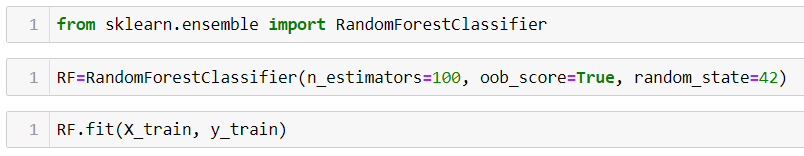 1 from sklearn.ensemble import RandomForestClassifier
1 RF=RandomForestClassifier(n_estimators=100, oob_score=True, random_state=42)
1 RF.fit(X_train, y_train)